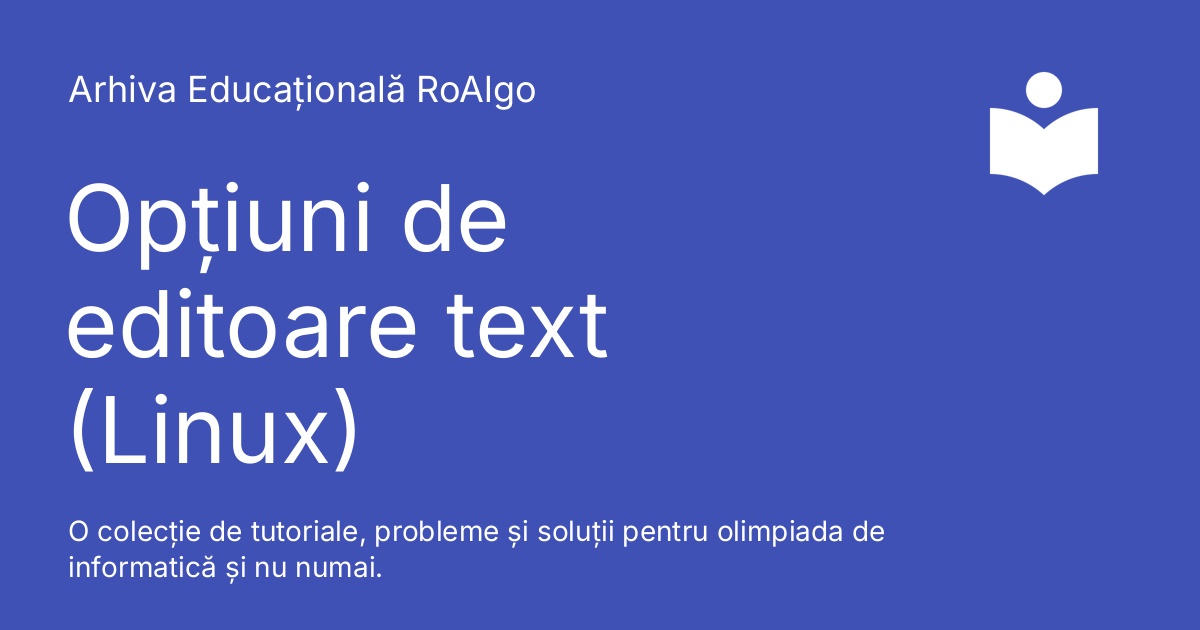 Arhiva Educațională RoAlgo
Opțiuni de
editoare text
(Linux)
O colecție de tutoriale, probleme și soluții pentru olimpiada de
informatică și nu numai.